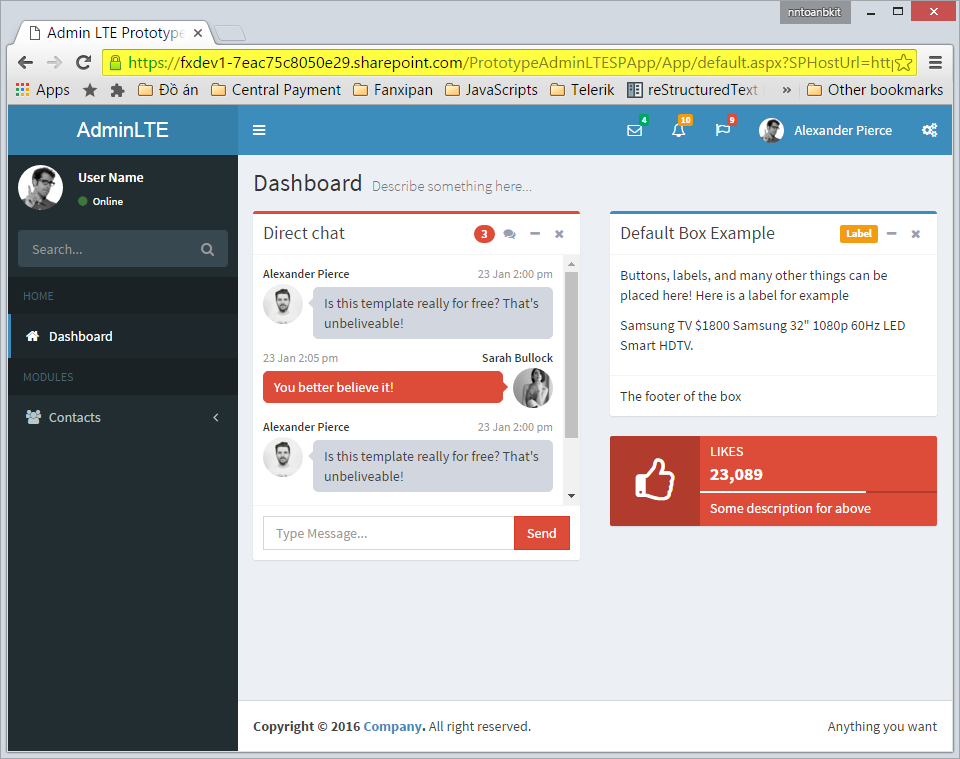 nntoanbkit
Admin LTE Prototype
https://fxdev1-7eac75c8050e29.sharepoint.com/PrototypeAdminLTESPApp/App/default.aspx?SPHostUrl=http
Apps Đồ án Central Payment Fanxipan JavaScripts Telerik reStructuredText » Other bookmarks
AdminLTE
4 10 9 Alexander Pierce
User Name
Online
Search...
HOME
Dashboard
MODULES
Contacts
Dashboard Describe something here...
Direct chat 3
Alexander Pierce 23 Jan 2:00 pm
Is this template really for free? That's
unbeliveable!
23 Jan 2:05 pm Sarah Bullock
You better believe it!
Alexander Pierce 23 Jan 2:00 pm
Is this template really for free? That's
unbeliveable!
Type Message... Send
Default Box Example Label
Buttons, labels, and many other things can be
placed here! Here is a label for example
Samsung TV $1800 Samsung 32" 1080p 60Hz LED
Smart HDTV.
The footer of the box
LIKES
23,089
Some description for above
Copyright © 2016 Company. All right reserved. Anything you want